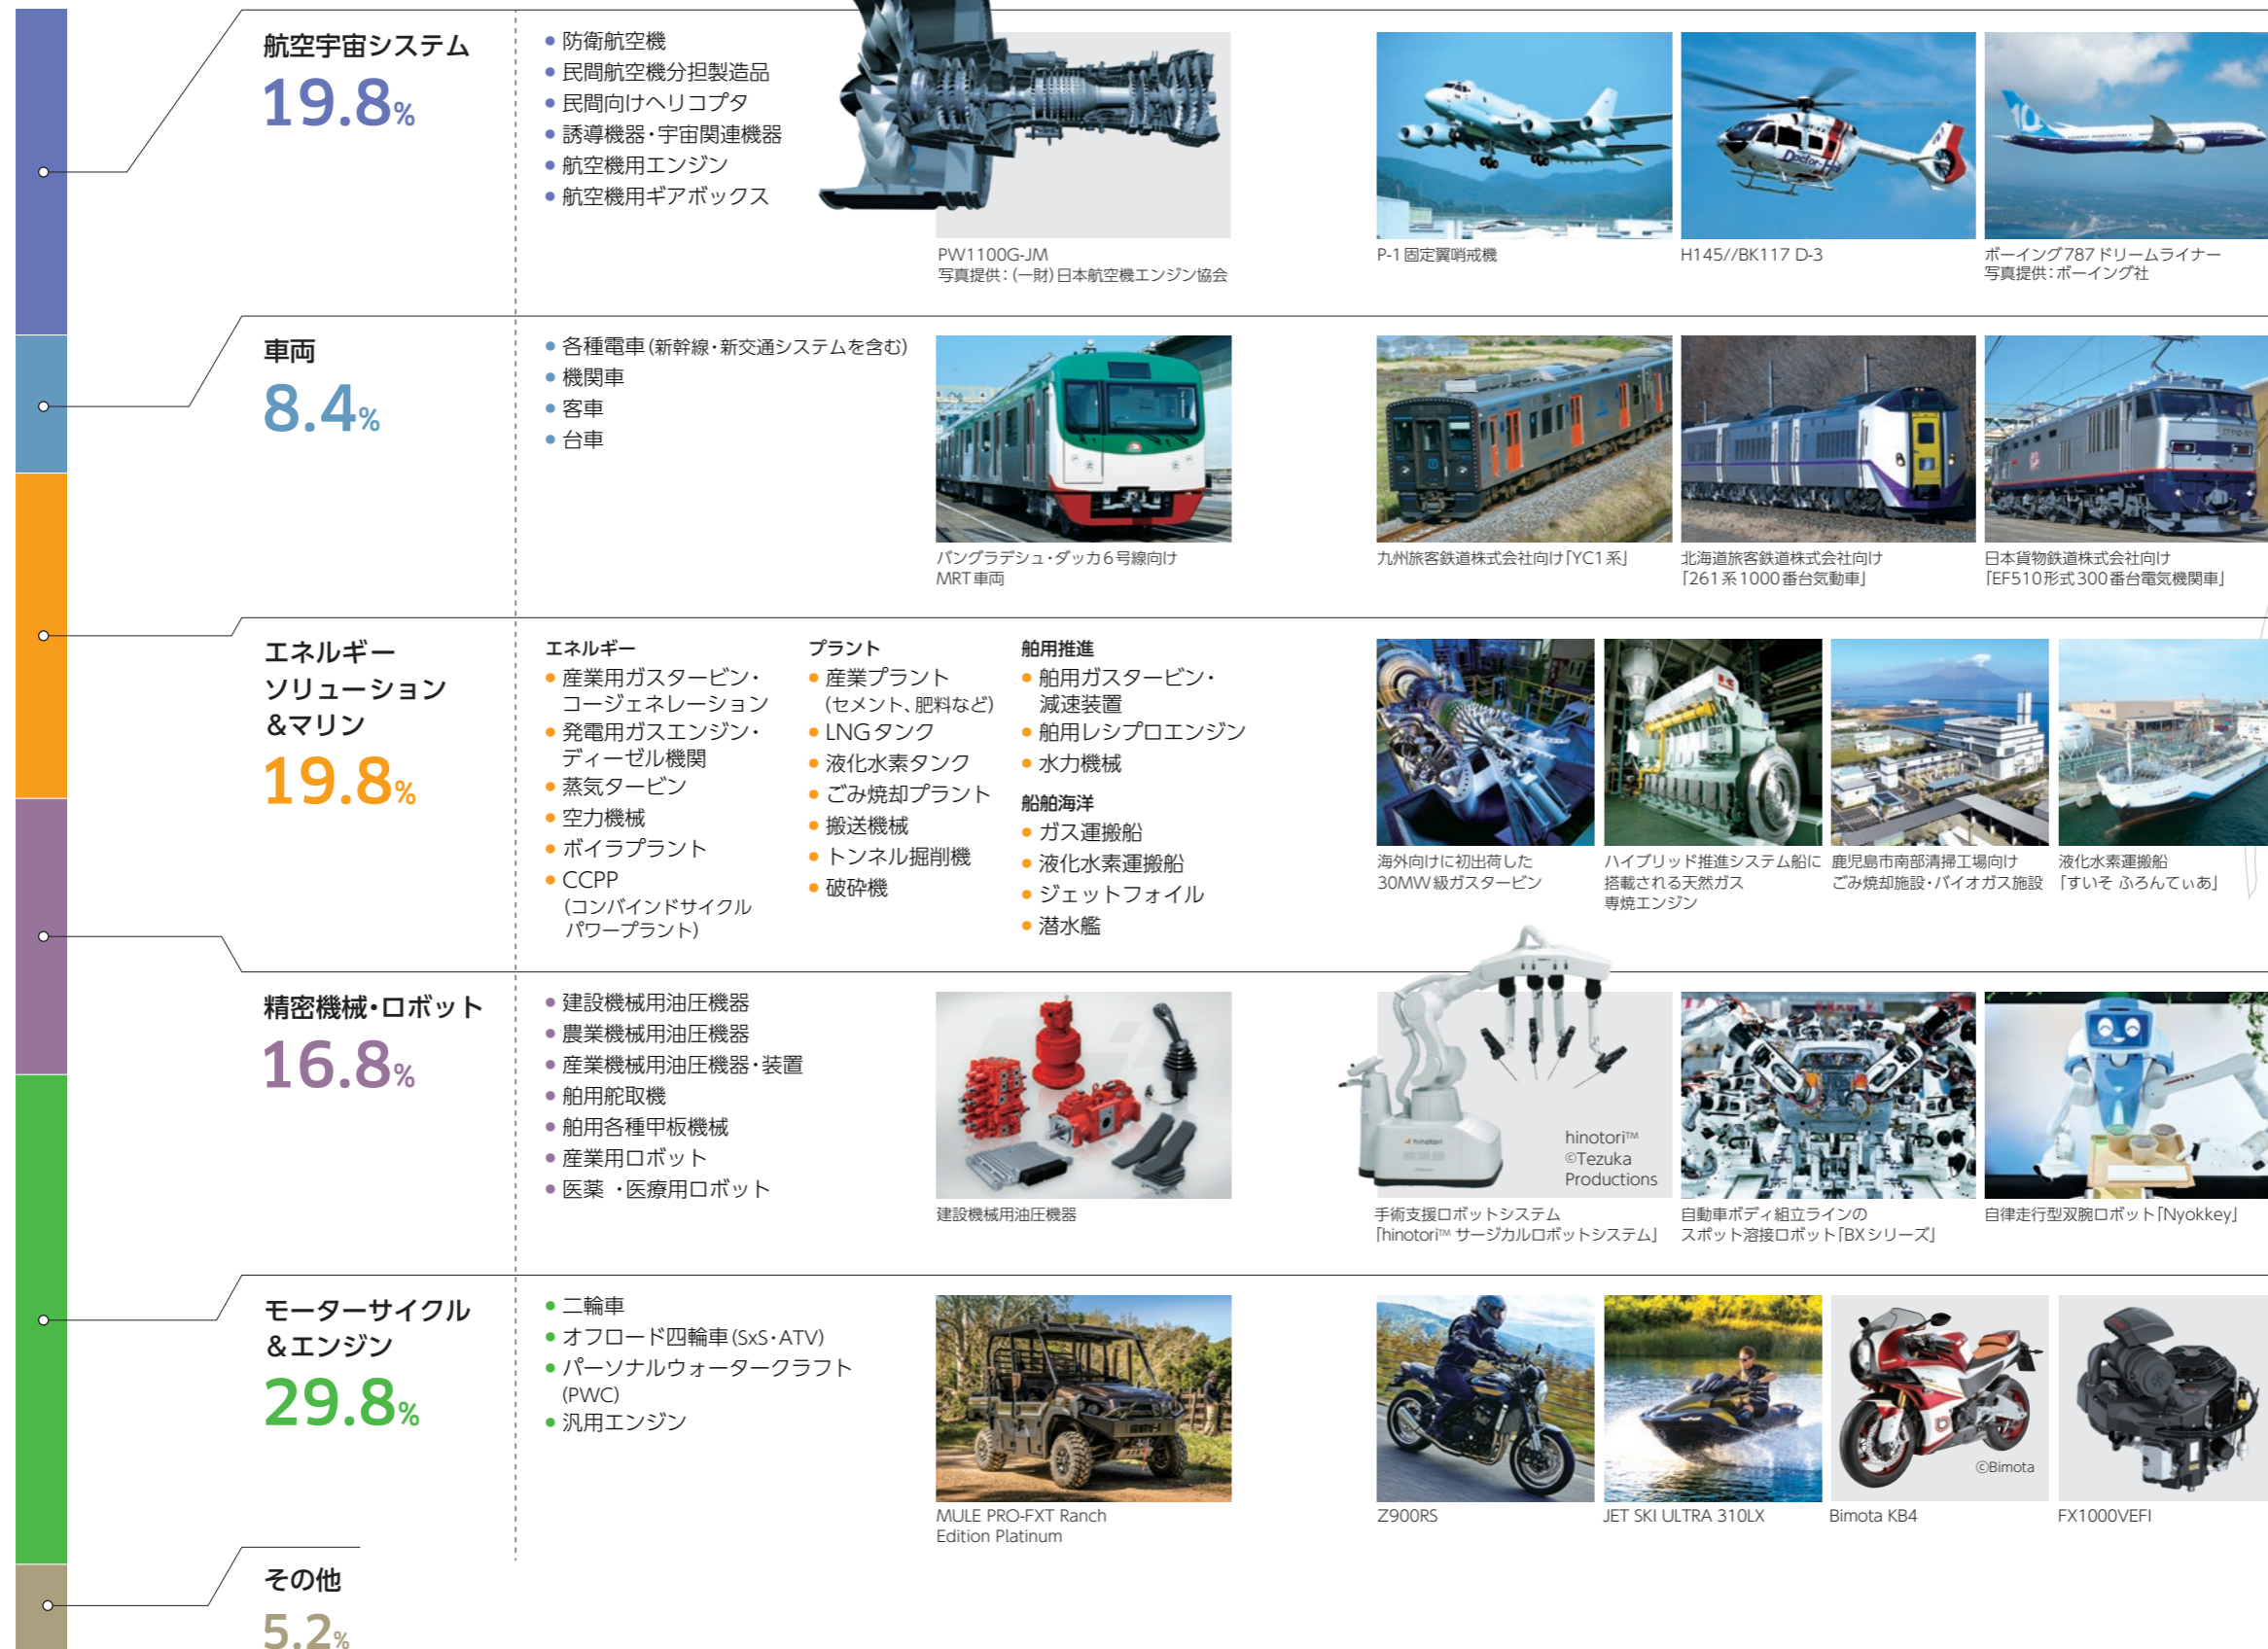 航空宇宙システム
19.8%
● 防衛航空機
● 民間航空機分担製造品
● 民間向けヘリコプタ
● 誘導機器・宇宙関連機器
● 航空機用エンジン
● 航空機用ギアボックス
PW1100G-JM
写真提供：(一財)日本航空機エンジン協会
P-1固定翼哨戒機
H145//BK117 D-3
ボーイング787ドリームライナー
写真提供：ボーイング社
車両
8.4%
● 各種電車(新幹線・新交通システムを含む)
● 機関車
● 客車
● 台車
バングラデシュ・ダッカ6号線向け
MRT車両
九州旅客鉄道株式会社向け「YC1系」
北海道旅客鉄道株式会社向け
「261系1000番台気動車」
日本貨物鉄道株式会社向け
「EF510形式300番台電気機関車」
エネルギー
ソリューション
&マリン
19.8%
エネルギー
● 産業用ガスタービン・
コージェネレーション
● 発電用ガスエンジン・
ディーゼル機関
● 蒸気タービン
● 空力機械
● ボイラプラント
● CCPP
(コンバインドサイクル
パワープラント)
プラント
● 産業プラント
(セメント、肥料など)
● LNGタンク
● 液化水素タンク
● ごみ焼却プラント
● 搬送機械
● トンネル掘削機
● 破砕機
舶用推進
● 舶用ガスタービン・
減速装置
● 舶用レシプロエンジン
● 水力機械
船舶海洋
● ガス運搬船
● 液化水素運搬船
● ジェットフォイル
● 潜水艦
海外向けに初出荷した
30MW級ガスタービン
ハイブリッド推進システム船に
搭載される天然ガス
専焼エンジン
鹿児島市南部清掃工場向け
ごみ焼却施設・バイオガス施設
液化水素運搬船
「すいそ ふろんてぃあ」
精密機械・ロボット
16.8%
● 建設機械用油圧機器
● 農業機械用油圧機器
● 産業機械用油圧機器・装置
● 舶用舵取機
● 舶用各種甲板機械
● 産業用ロボット
● 医薬 ・医療用ロボット
建設機械用油圧機器
hinotori
hinotori™
©Tezuka
Productions
手術支援ロボットシステム
「hinotori™ サージカルロボットシステム」
自動車ボディ組立ラインの
スポット溶接ロボット「BXシリーズ」
自律走行型双腕ロボット「Nyokkey」
モーターサイクル
&エンジン
29.8%
● 二輪車
● オフロード四輪車(SxS・ATV)
● パーソナルウォータークラフト
(PWC)
● 汎用エンジン
MULE PRO-FXT Ranch
Edition Platinum
Z900RS
JET SKI ULTRA 310LX
©Bimota
Bimota KB4
FX1000VEFI
その他
5.2%